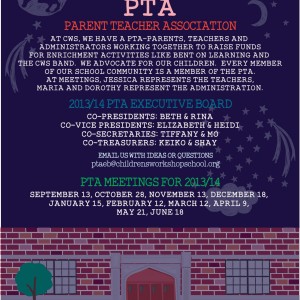 PTA
PARENT TEACHER ASSOCIATION
AT CWS, WE HAVE A PTA-PARENTS, TEACHERS AND
ADMINISTRATORS WORKING TOGETHER TO RAISE FUNDS
FOR ENRICHMENT ACTIVITIES LIKE BENT ON LEARNING AND
THE CWS BAND. WE ADVOCATE FOR OUR CHILDREN. EVERY MEMBER
OF OUR SCHOOL COMMUNITY IS A MEMBER OF THE PTA.
AT MEETINGS, JESSICA REPRESENTS THE TEACHERS,
MARIA AND DOROTHY REPRESENT THE ADMINISTRATION.
2013/14 PTA EXECUTIVE BOARD
CO-PRESIDENTS: BETH & RINA
CO-VICE PRESIDENTS: ELIZABETH & HEIDI
CO-SECRETARIES: TIFFANY & MO
CO-TREASURERS: KEIKO & SHAY
EMAIL US WITH IDEAS OR QUESTIONS
ptaeb@childrensworkshopschool.org
PTA MEETINGS FOR 2013/14
SEPTEMBER 13, OCTOBER 28, NOVEMBER 13, DECEMBER 18,
JANUARY 15, FEBRUARY 12, MARCH 12, APRIL 9,
MAY 21, JUNE 18